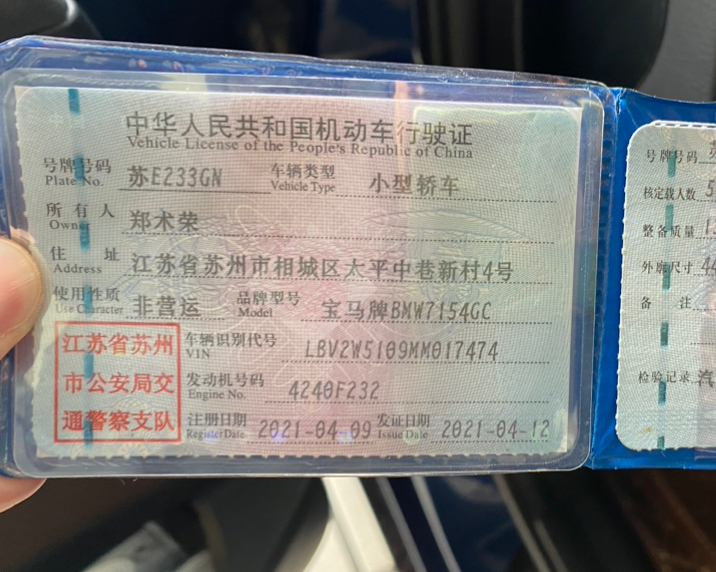 中华人民共和国机动车行驶证
Vehicle License of the People's Republic of China
号牌号码 苏E233GN 车辆类型 小型轿车
Plate No. Vehicle Type
所有人 郑术荣
Owner
住址 江苏省苏州市相城区太平中巷新村4号
Address
使用性质 非营运 品牌型号 宝马牌BMW7154GC
Use Character Model
江苏省苏州 车辆识别代号 LBV2W5109MM017474
VIN
市公安局交 发动机号码 4240F232
Engine No.
通警察支队 注册日期 2021-04-09 发证日期 2021-04-12
Register Date Issue Date
号牌号码
核定载人数 5
整备质量
外廓尺寸 44
备注
检验记录 汽